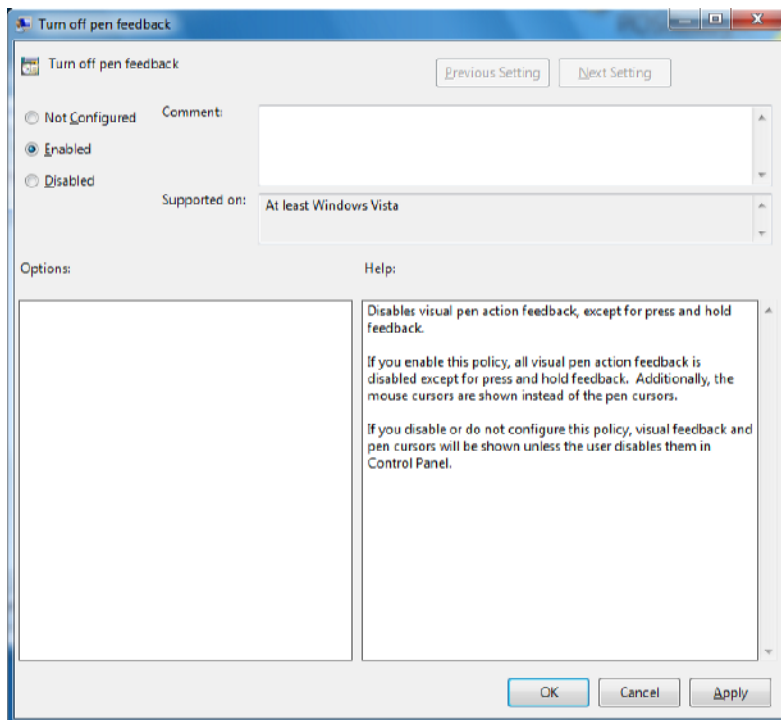 Turn off pen feedback
Turn off pen feedback
Previous Setting
Next Setting
Not Configured
Comment:
Enabled
Disabled
Supported on:
At least Windows Vista
Options:
Help:
Disables visual pen action feedback, except for press and hold
feedback.
If you enable this policy, all visual pen action feedback is
disabled except for press and hold feedback.  Additionally, the
mouse cursors are shown instead of the pen cursors.
If you disable or do not configure this policy, visual feedback and
pen cursors will be shown unless the user disables them in
Control Panel.
OK
Cancel
Apply